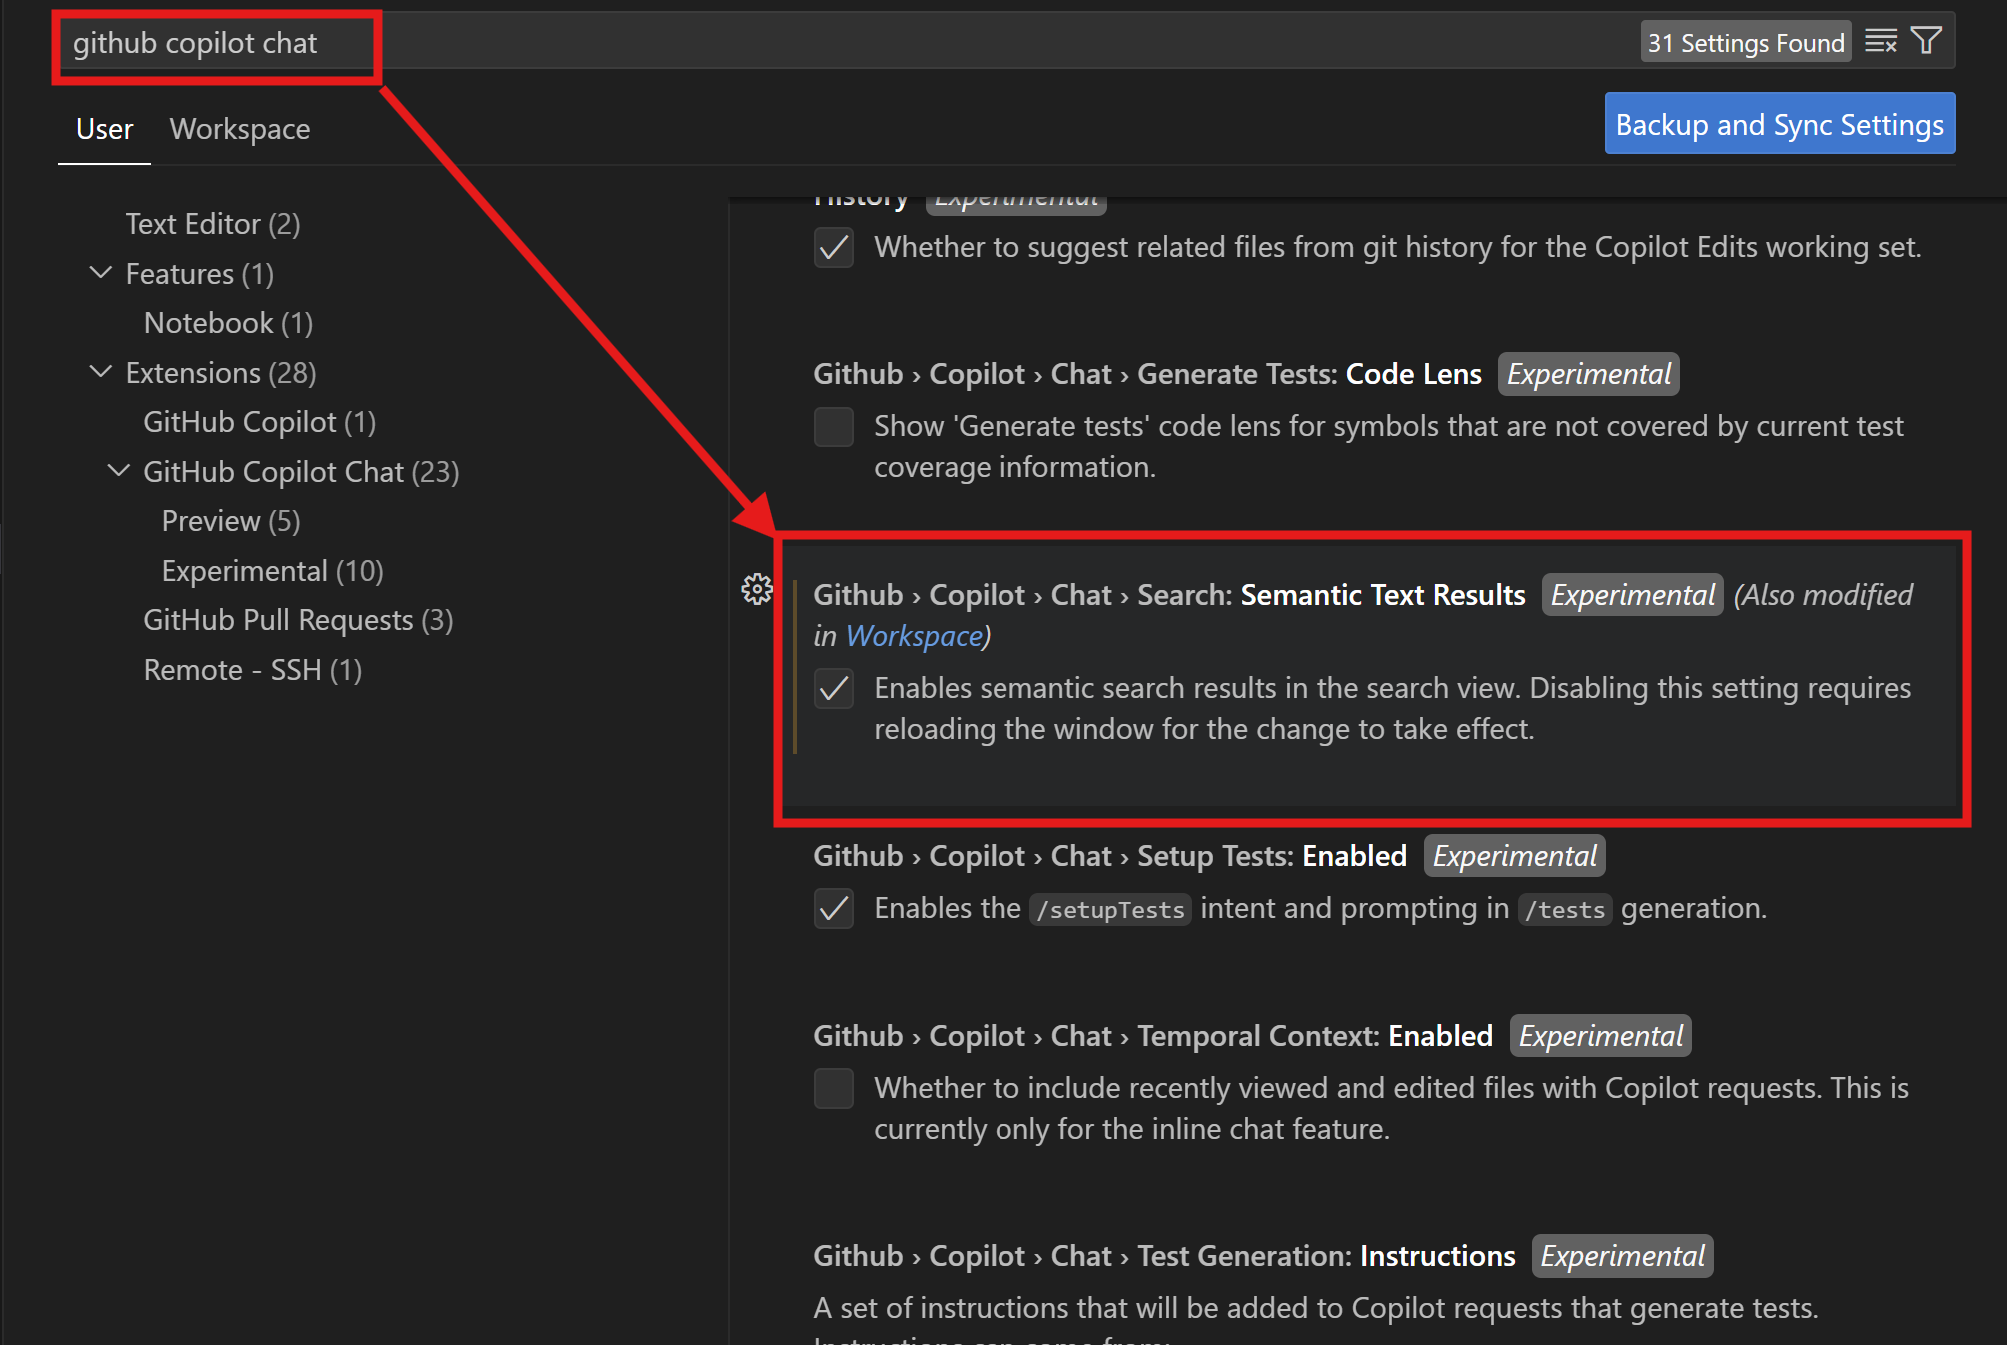 github copilot chat
31 Settings Found
User
Workspace
Backup and Sync Settings
Text Editor (2)
Features (1)
Notebook (1)
Extensions (28)
GitHub Copilot (1)
GitHub Copilot Chat (23)
Preview (5)
Experimental (10)
GitHub Pull Requests (3)
Remote - SSH (1)
History Experimental
Whether to suggest related files from git history for the Copilot Edits working set.
Github › Copilot › Chat › Generate Tests: Code Lens Experimental
Show 'Generate tests' code lens for symbols that are not covered by current test
coverage information.
Github › Copilot › Chat › Search: Semantic Text Results Experimental (Also modified
in Workspace)
Enables semantic search results in the search view. Disabling this setting requires
reloading the window for the change to take effect.
Github › Copilot › Chat › Setup Tests: Enabled Experimental
Enables the /setupTests intent and prompting in /tests generation.
Github › Copilot › Chat › Temporal Context: Enabled Experimental
Whether to include recently viewed and edited files with Copilot requests. This is
currently only for the inline chat feature.
Github › Copilot › Chat › Test Generation: Instructions Experimental
A set of instructions that will be added to Copilot requests that generate tests.
Instructions can come from: